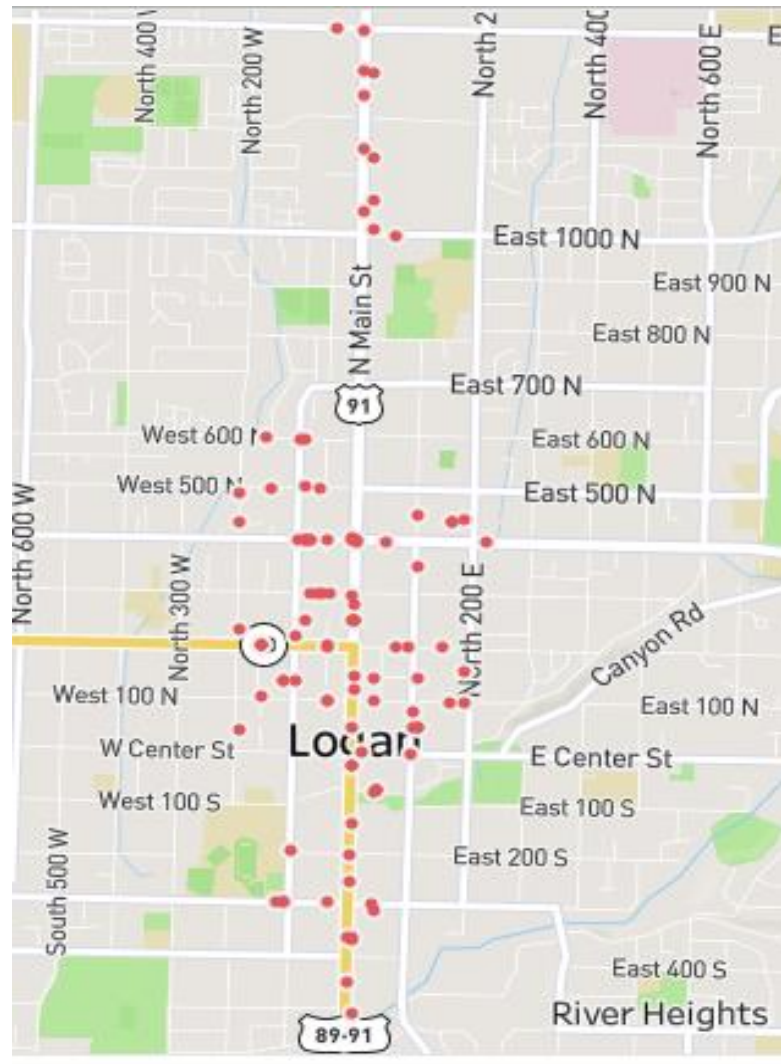 North 400 W
North 200 W
North 2
North 400
North 600 E
E
East 1000 N
East 900 N
N Main St
East 800 N
East 700 N
91
West 600 N
East 600 N
West 500 N
East 500 N
North 600 W
North 300 W
North 200 E
Canyon Rd
West 100 N
East 100 N
Logan
W Center St
E Center St
West 100 S
East 100 S
East 200 S
South 500 W
East 400 S
River Heights
89-91